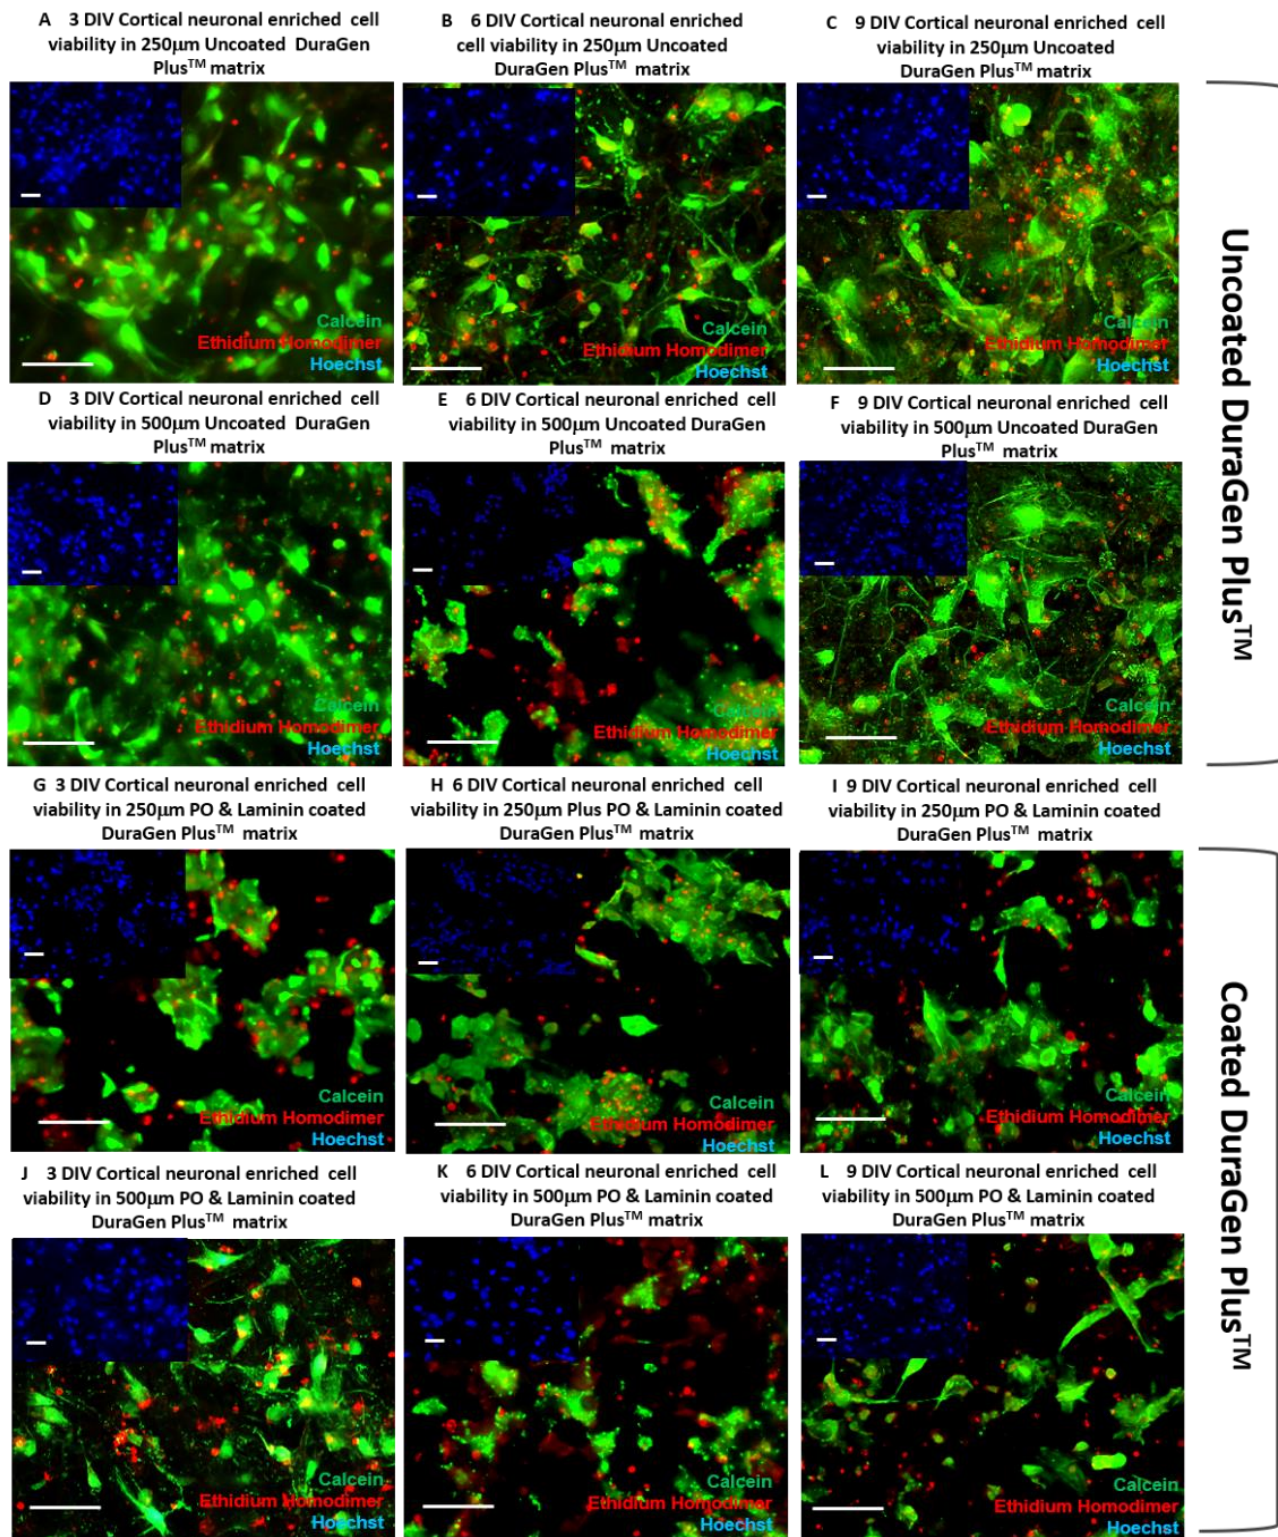 A 3 DIV Cortical neuronal enriched cell
viability in 250µm Uncoated DuraGen
Plus™ matrix
B 6 DIV Cortical neuronal enriched
cell viability in 250µm Uncoated
DuraGen Plus™ matrix
C 9 DIV Cortical neuronal enriched cell
viability in 250µm Uncoated
DuraGen Plus™ matrix
Calcein
Ethidium Homodimer
Hoechst
Calcein
Ethidium Homodimer
Hoechst
Calcein
Ethidium Homodimer
Hoechst
D 3 DIV Cortical neuronal enriched cell
viability in 500µm Uncoated DuraGen
Plus™ matrix
E 6 DIV Cortical neuronal enriched cell
viability in 500µm Uncoated DuraGen
Plus™ matrix
F 9 DIV Cortical neuronal enriched cell
viability in 500µm Uncoated DuraGen
Plus™ matrix
Calcein
Ethidium Homodimer
Hoechst
Calcein
Ethidium Homodimer
Hoechst
Calcein
Ethidium Homodimer
Hoechst
Uncoated DuraGen Plus™
G 3 DIV Cortical neuronal enriched cell
viability in 250µm PO & Laminin coated
DuraGen Plus™ matrix
H 6 DIV Cortical neuronal enriched cell
viability in 250µm Plus PO & Laminin coated
DuraGen Plus™ matrix
I 9 DIV Cortical neuronal enriched cell
viability in 250µm PO & Laminin coated
DuraGen Plus™ matrix
Calcein
Ethidium Homodimer
Hoechst
Calcein
Ethidium Homodimer
Hoechst
Calcein
Ethidium Homodimer
Hoechst
J 3 DIV Cortical neuronal enriched cell
viability in 500µm PO & Laminin coated
DuraGen Plus™ matrix
K 6 DIV Cortical neuronal enriched cell
viability in 500µm PO & Laminin coated
DuraGen Plus™ matrix
L 9 DIV Cortical neuronal enriched cell
viability in 500µm PO & Laminin coated
DuraGen Plus™ matrix
Calcein
Ethidium Homodimer
Hoechst
Calcein
Ethidium Homodimer
Hoechst
Calcein
Ethidium Homodimer
Hoechst
Coated DuraGen Plus™